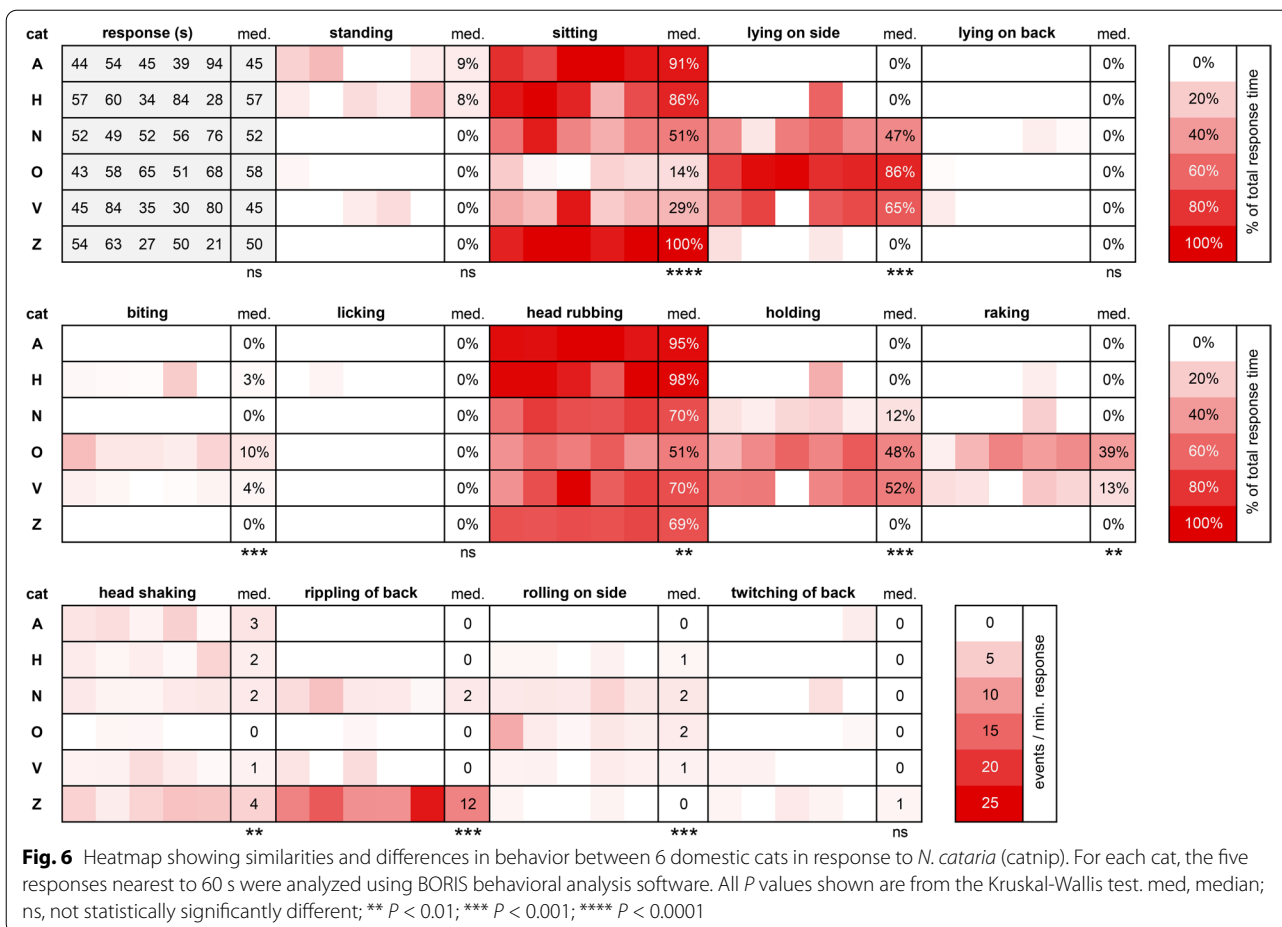 cat response (s) med. standing med. sitting med. lying on side med. lying on back med.
A 44 54 45 39 94 45 9% 91% 0% 0% 0%
H 57 60 34 84 28 57 8% 86% 0% 0% 20%
N 52 49 52 56 76 52 0% 51% 47% 0% 40%
O 43 58 65 51 68 58 0% 14% 86% 0% 60%
V 45 84 35 30 80 45 0% 29% 65% 0% 80%
Z 54 63 27 50 21 50 0% 100% 0% 0% 100%
% of total response time
ns ns **** *** ns
cat biting med. licking med. head rubbing med. holding med. raking med.
A 0% 0% 95% 0% 0% 0%
H 3% 0% 98% 0% 0% 20%
N 0% 0% 70% 12% 0% 40%
O 10% 0% 51% 48% 39% 60%
V 4% 0% 70% 52% 13% 80%
Z 0% 0% 69% 0% 0% 100%
% of total response time
*** ns ** *** **
cat head shaking med. rippling of back med. rolling on side med. twitching of back med.
A 3 0 0 0 0
H 2 0 1 0 5
N 2 2 2 0 10
O 0 0 2 0 15
V 1 0 1 0 20
Z 4 12 0 1 25
events / min. response
** *** *** ns
Fig. 6 Heatmap showing similarities and differences in behavior between 6 domestic cats in response to N. cataria (catnip). For each cat, the five
responses nearest to 60 s were analyzed using BORIS behavioral analysis software. All P values shown are from the Kruskal-Wallis test. med, median;
ns, not statistically significantly different; ** P < 0.01; *** P < 0.001; **** P < 0.0001